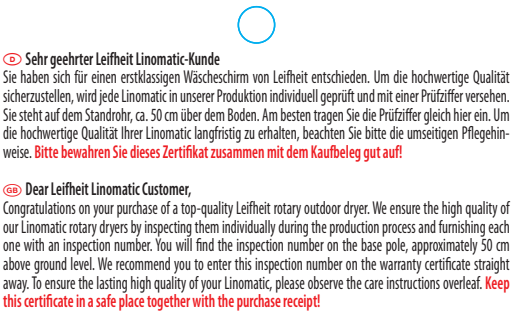 D Sehr geehrter Leifheit Linomatic-Kunde
Sie haben sich für einen erstklassigen Wäscheschirm von Leifheit entschieden. Um die hochwertige Qualität
sicherzustellen, wird jede Linomatic in unserer Produktion individuell geprüft und mit einer Prüfziffer versehen.
Sie steht auf dem Standrohr, ca. 50 cm über dem Boden. Am besten tragen Sie die Prüfziffer gleich hier ein. Um
die hochwertige Qualität Ihrer Linomatic langfristig zu erhalten, beachten Sie bitte die umseitigen Pflegehin-
weise. Bitte bewahren Sie dieses Zertifikat zusammen mit dem Kaufbeleg gut auf!
GB Dear Leifheit Linomatic Customer,
Congratulations on your purchase of a top-quality Leifheit rotary outdoor dryer. We ensure the high quality of
our Linomatic rotary dryers by inspecting them individually during the production process and furnishing each
one with an inspection number. You will find the inspection number on the base pole, approximately 50 cm
above ground level. We recommend you to enter this inspection number on the warranty certificate straight
away. To ensure the lasting high quality of your Linomatic, please observe the care instructions overleaf. Keep
this certificate in a safe place together with the purchase receipt!